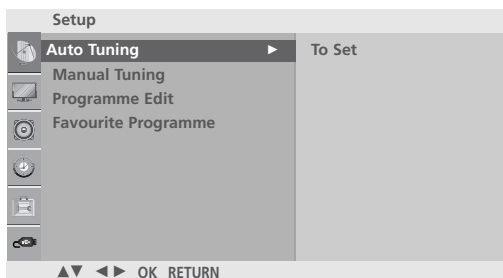 Setup
Auto Tuning ► To Set
Manual Tuning
Programme Edit
Favourite Programme
▲▼ ◄► OK RETURN